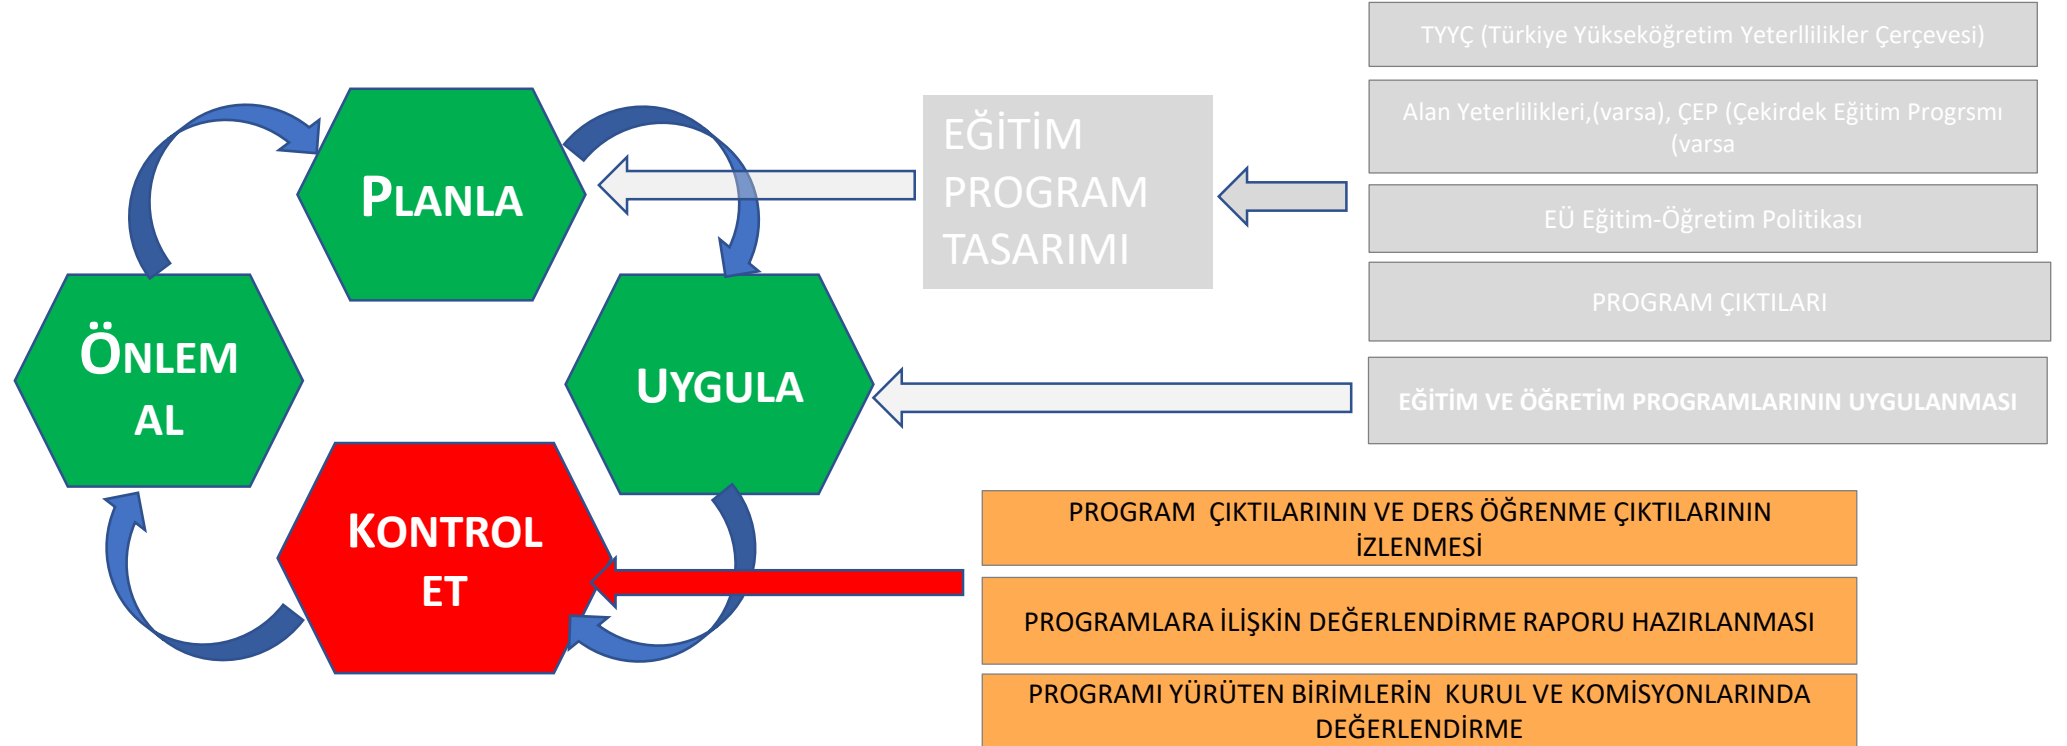 TYYÇ (Türkiye Yükseköğretim Yeterllilikler Çerçevesi)
Alan Yeterlilikleri,(varsa), ÇEP (Çekirdek Eğitim Progrsmı
(varsa
EÜ Eğitim-Öğretim Politikası
PROGRAM ÇIKTILARI
EĞİTİM VE ÖĞRETİM PROGRAMLARININ UYGULANMASI
EĞİTİM
PROGRAM
TASARIMI
PLANLA
UYGULA
KONTROL
ET
ÖNLEM
AL
PROGRAM ÇIKTILARININ VE DERS ÖĞRENME ÇIKTILARININ
İZLENMESİ
PROGRAMLARA İLİŞKİN DEĞERLENDİRME RAPORU HAZIRLANMASI
PROGRAMI YÜRÜTEN BİRİMLERİN KURUL VE KOMİSYONLARINDA
DEĞERLENDİRME